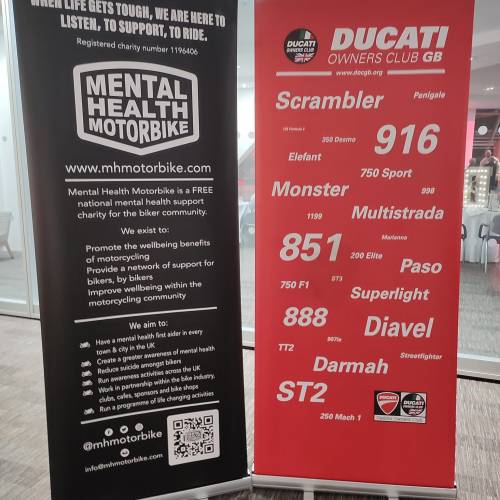 WHEN LIFE GETS TOUGH, WE ARE HERE TO
LISTEN, TO SUPPORT, TO RIDE.
Registered charity number 1196406
MENTAL
HEALTH
MOTORBIKE
www.mhmotorbike.com
Mental Health Motorbike is a FREE
national mental health support
charity for the biker community.
We exist to:
Promote the wellbeing benefits
of motorcycling
Provide a network of support for
bikers, by bikers
Improve wellbeing within the
motorcycling community
We aim to:
Have a mental health first aider in every
town & city in the UK
Create a greater awareness of mental health
Reduce suicide amongst bikers
Run awareness activities across the UK
Work in partnership within the bike industry,
clubs, cafes, sponsors and bike shops
Run a programme of life changing activities
@mhmotorbike
info@mhmotorbike.com
DUCATI
OWNERS CLUB GB
www.docgb.org
DUCATI
OWNERS CLUB
Scrambler
Panigale
350 Desmo
916
Elefant
750 Sport
Monster
998
1199
Multistrada
Marianna
851
200 Elite
Paso
ST3
750 F1
Superlight
888
907ie
Diavel
TT2
Streetfighter
Darmah
ST2
250 Mach 1
DUCATI
DUCATI